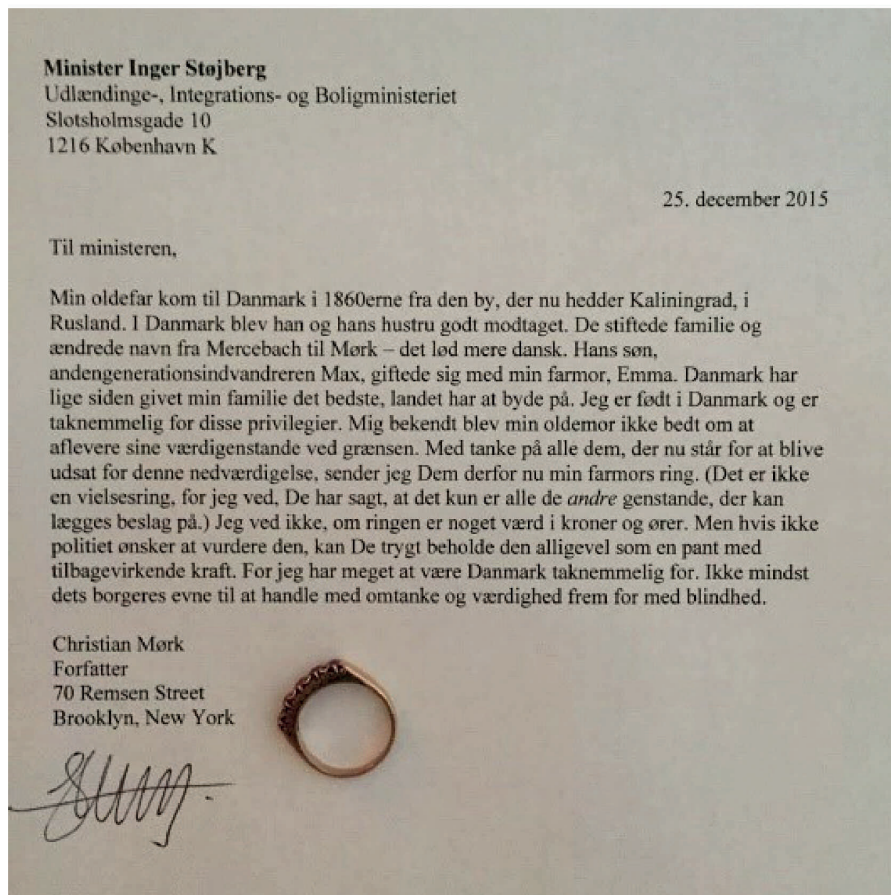 Minister Inger Støjberg
Udlændinge-, Integrations- og Boligministeriet
Slotsholmsgade 10
1216 København K
25. december 2015
Til ministeren,
Min oldefar kom til Danmark i 1860erne fra den by, der nu hedder Kaliningrad, i
Rusland. I Danmark blev han og hans hustru godt modtaget. De stiftede familie og
ændrede navn fra Mercebach til Mørk – det lød mere dansk. Hans søn,
andengenerationsindvandreren Max, giftede sig med min farmor, Emma. Danmark har
lige siden givet min familie det bedste, landet har at byde på. Jeg er født i Danmark og er
taknemmelig for disse privilegier. Mig bekendt blev min oldemor ikke bedt om at
aflevere sine værdigenstande ved grænsen. Med tanke på alle dem, der nu står for at blive
udsat for denne nedværdigelse, sender jeg Dem derfor nu min farmors ring. (Det er ikke
en vielsesring, for jeg ved, De har sagt, at det kun er alle de andre genstande, der kan
lægges beslag på.) Jeg ved ikke, om ringen er noget værd i kroner og ører. Men hvis ikke
politiet ønsker at vurdere den, kan De trygt beholde den alligevel som en pant med
tilbagevirkende kraft. For jeg har meget at være Danmark taknemmelig for. Ikke mindst
dets borgeres evne til at handle med omtanke og værdighed frem for med blindhed.
Christian Mørk
Forfatter
70 Remsen Street
Brooklyn, New York